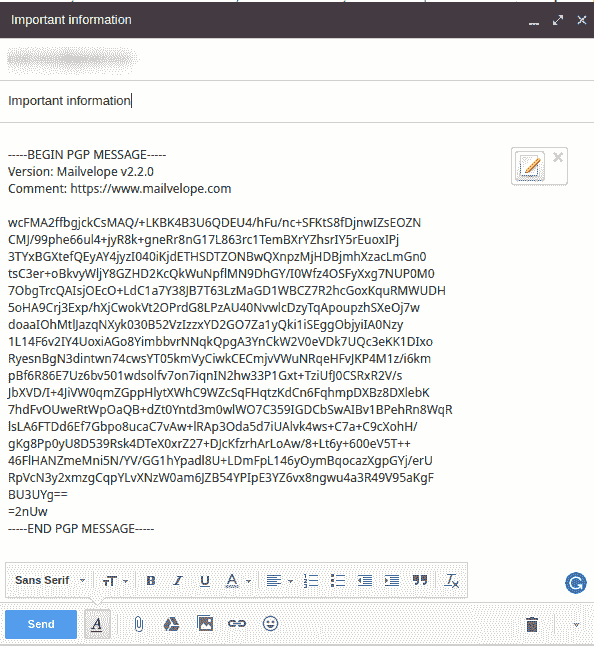 Important information
Important information
-----BEGIN PGP MESSAGE-----
Version: Mailvelope v2.2.0
Comment: https://www.mailvelope.com
wcFMA2ffbgjckCsMAQ/+LKBK4B3U6QDEU4/hFu/nc+SFKtS8fDjnwIZsEOZN
CMJ/99phe66ul4+jyR8k+gneRr8nG17L863rc1TemBXrYZhsrIY5rEuoxIPj
3TYxBGXtefQEyAY4jyzI040iKjdETHSDTZONBwQXnpzMjHDBjmhXzacLmGn0
tsC3er+oBkvyWljY8GZHD2KcQkWuNpflMN9DhGY/I0Wfz4OSFyXxg7NUP0M0
7ObgTrcQAIsjOEcO+LdC1a7Y38JB7T63LzMaGD1WBCZ7R2hcGoxKquRMWUDH
5oHA9Crj3Exp/hXjCwokVt2OPrdG8LPzAU40NvwlcDzyTqApoupzhSXeOj7w
doaaIOhMtlJazqNXyk030B52VzIzzxYD2GO7Za1yQki1iSEggObjyiIA0Nzy
1L14F6v2IY4UoxiAGo8YimbbvrNNqkQpgA3YnCkW2V0eVDk7UQc3eKK1DIxo
RyesnBgN3dintwn74cwsYT05kmVyCiwkCECmjvVWuNRqeHFvJKP4M1z/i6km
pBf6R86E7Uz6bv501wdsolfv7on7iqnIN2hw33P1Gxt+TziUfJ0CSRxR2V/s
JbXVD/I+4JiVW0qmZGppHlytXWhC9WZcSqFHqtzKdCn6FqhmpDXBz8DXlebK
7hdFvOUweRtWpOaQB+dZt0Yntd3m0wlWO7C359IGDCbSwAIBv1BPehRn8WqR
lsLA6FTDd6Ef7Gbpo8ucaC7vAw+lRAp3Oda5d7iUAlvk4ws+C7a+C9cXohH/
gKg8Pp0yU8D539Rsk4DTeX0xrZ27+DJcKfzrhArLoAw/8+Lt6y+600eV5T++
46FlHANZmeMni5N/YV/GG1hYpadl8U+LDmFpL146yOymBqocazXgpGYj/erU
RpVcN3y2xmzgCqpYLvXNzW0am6JZB54YPIpE3YZ6vx8ngwu4a3R49V95aKgF
BU3UYg==
=2nUw
-----END PGP MESSAGE-----
Sans Serif
Send